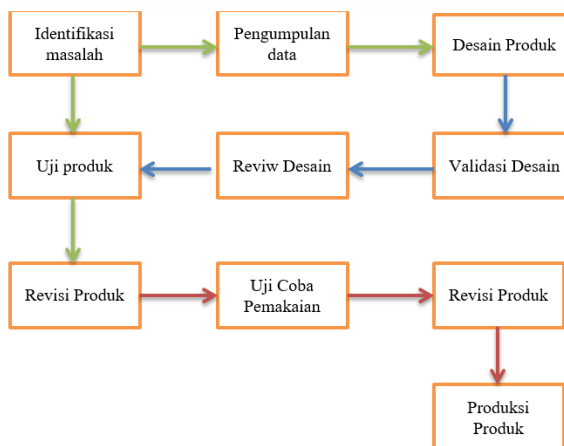 Identifikasi
masalah
Pengumpulan
data
Desain Produk
Uji produk
Reviw Desain
Validasi Desain
Revisi Produk
Uji Coba
Pemakaian
Revisi Produk
Produksi
Produk